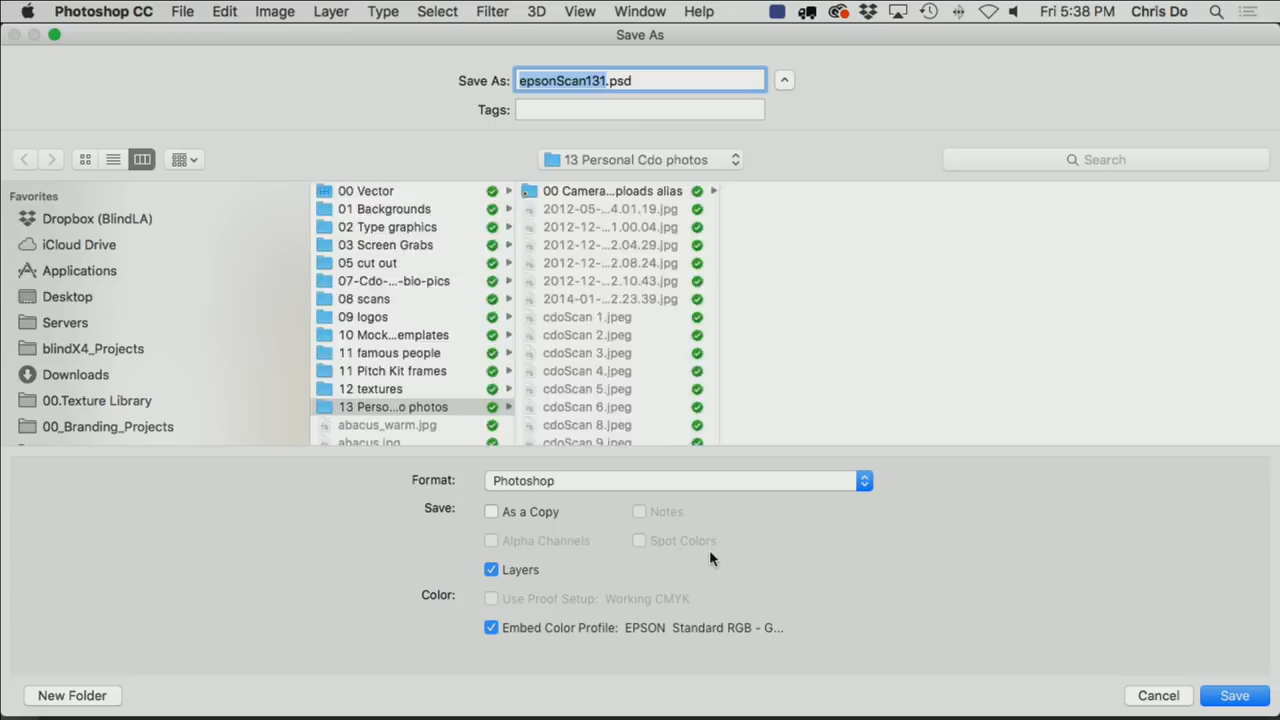 Photoshop CC File Edit Image Layer Type Select Filter 3D View Window Help Fri 5:38 PM Chris Do
Save As
Save As: epsonScan131.psd
Tags:
13 Personal Cdo photos Search
Favorites
Dropbox (BlindLA)
iCloud Drive
Applications
Desktop
Servers
blindX4_Projects
Downloads
00.Texture Library
00_Branding_Projects
00 Vector
01 Backgrounds
02 Type graphics
03 Screen Grabs
05 cut out
07-Cdo-...-bio-pics
08 scans
09 logos
10 Mock...emplates
11 famous people
11 Pitch Kit frames
12 textures
13 Perso...o photos
abacus_warm.jpg
abacus.jpg
00 Camera...ploads alias
2012-05-...4.01.19.jpg
2012-12-...1.00.04.jpg
2012-12-...2.04.29.jpg
2012-12-...2.08.24.jpg
2012-12-...2.10.43.jpg
2014-01-...2.23.39.jpg
cdoScan 1.jpeg
cdoScan 2.jpeg
cdoScan 3.jpeg
cdoScan 4.jpeg
cdoScan 5.jpeg
cdoScan 6.jpeg
cdoScan 8.jpeg
cdoScan 9.jpeg
Format: Photoshop
Save: As a Copy Notes
Alpha Channels Spot Colors
Layers
Color: Use Proof Setup: Working CMYK
Embed Color Profile: EPSON Standard RGB - G...
New Folder Cancel Save